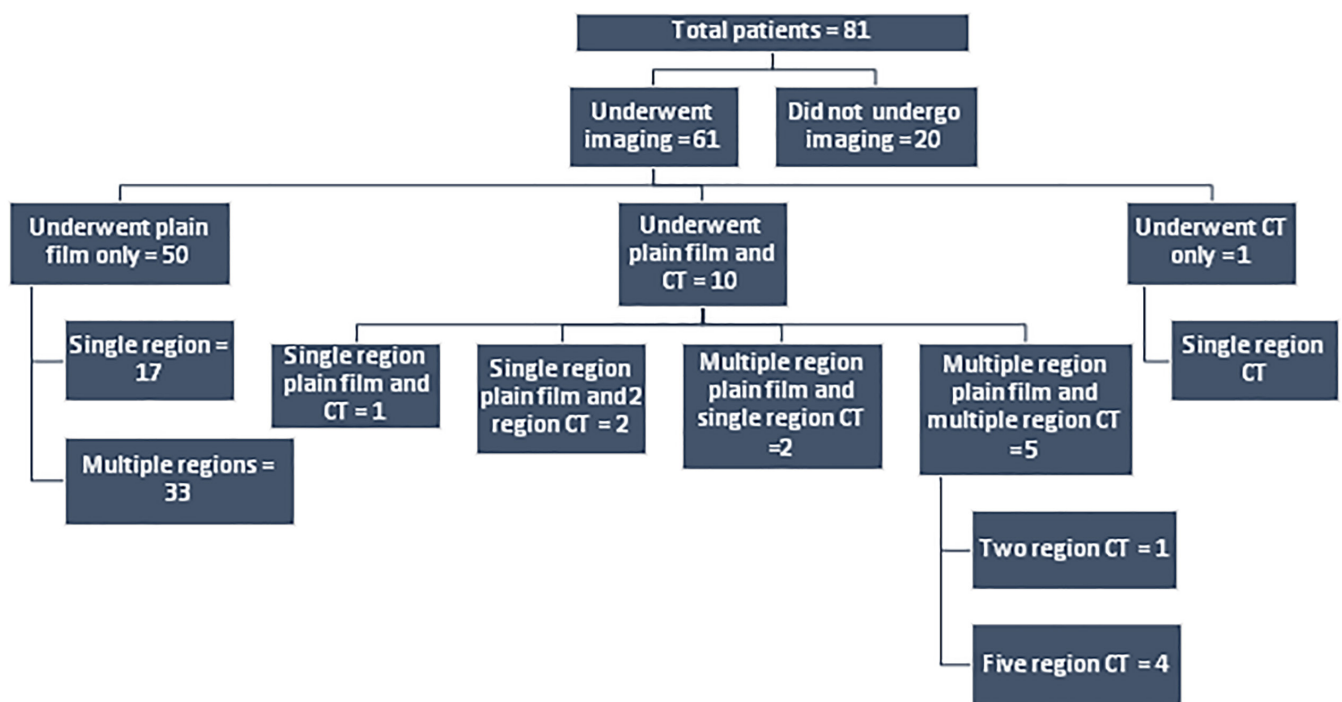 Total patients = 81
Underwent
imaging =61
Did not undergo
imaging =20
Underwent plain
film only = 50
Underwent
plain film and
CT = 10
Underwent CT
only =1
Single region =
17
Multiple regions =
33
Single region
plain film and
CT = 1
Single region
plain film and 2
region CT = 2
Multiple region
plain film and
single region CT
=2
Multiple region
plain film and
multiple region CT
=5
Single region
CT
Two region CT = 1
Five region CT = 4